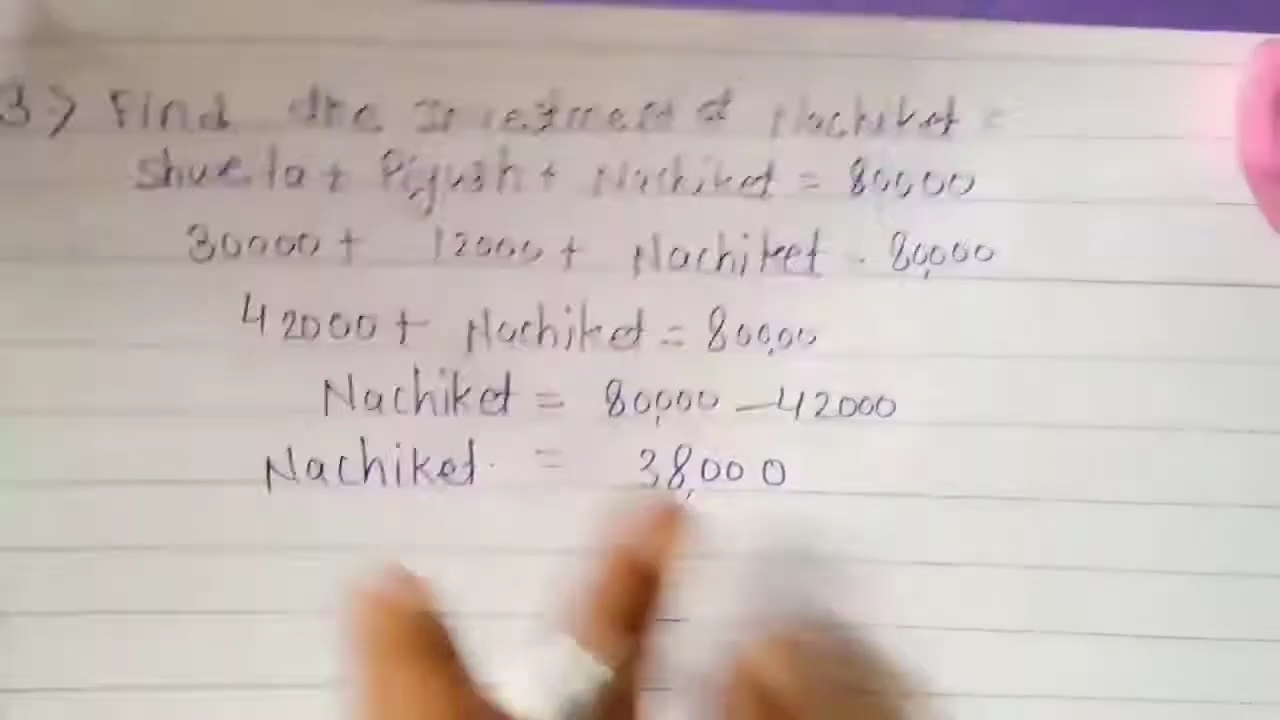 3) Find the Investment of Nachiket =
Shweta + Piyush + Nachiket = 80,000
30000 + 12000 + Nachiket = 80,000
42000 + Nachiket = 80,000
Nachiket = 80,000 - 42000
Nachiket = 38,000